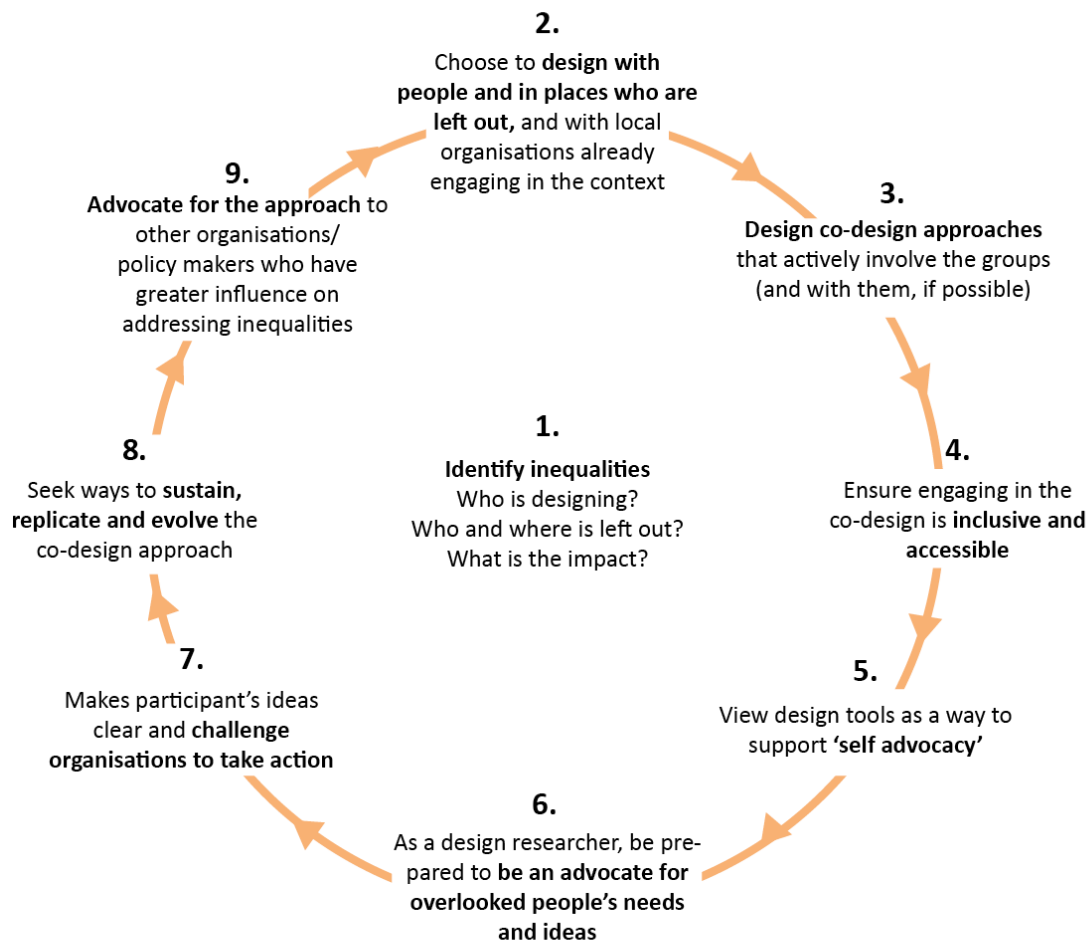 1.
Identify inequalities
Who is designing?
Who and where is left out?
What is the impact?
2.
Choose to design with
people and in places who are
left out, and with local
organisations already
engaging in the context
3.
Design co-design approaches
that actively involve the groups
(and with them, if possible)
4.
Ensure engaging in the
co-design is inclusive and
accessible
5.
View design tools as a way to
support ‘self advocacy’
6.
As a design researcher, be pre-
pared to be an advocate for
overlooked people’s needs
and ideas
7.
Makes participant’s ideas
clear and challenge
organisations to take action
8.
Seek ways to sustain,
replicate and evolve the
co-design approach
9.
Advocate for the approach to
other organisations/
policy makers who have
greater influence on
addressing inequalities